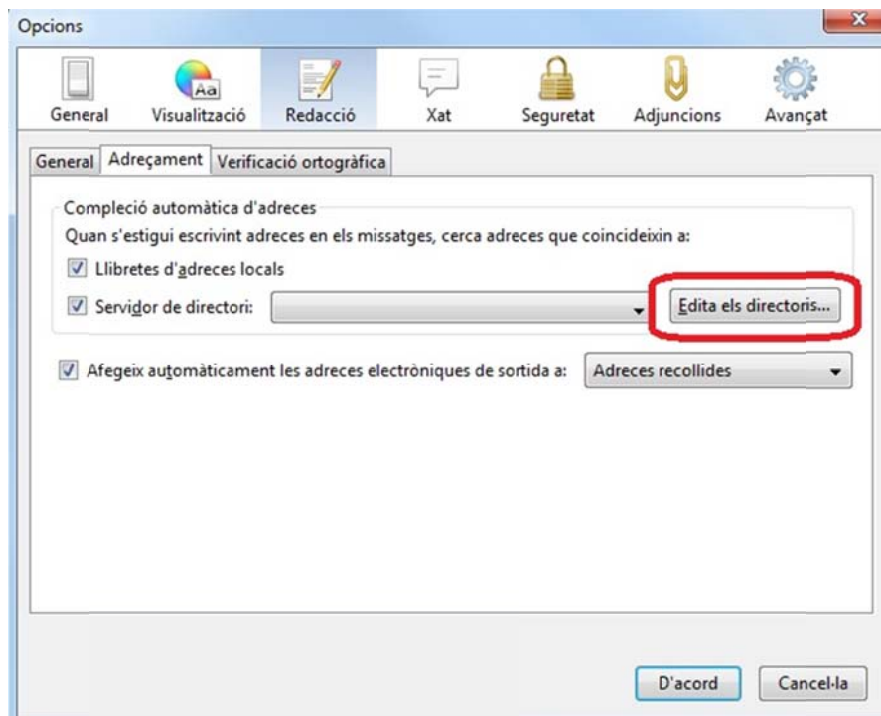 Opcions
General Visualització Redacció Xat Seguretat Adjuncions Avançat
General Adreçament Verificació ortogràfica
Compleció automàtica d'adreces
Quan s'estigui escrivint adreces en els missatges, cerca adreces que coincideixin a:
Llibretes d'adreces locals
Servidor de directori: Edita els directoris...
Afegeix automàticament les adreces electròniques de sortida a: Adreces recollides
D'acord Cancel·la